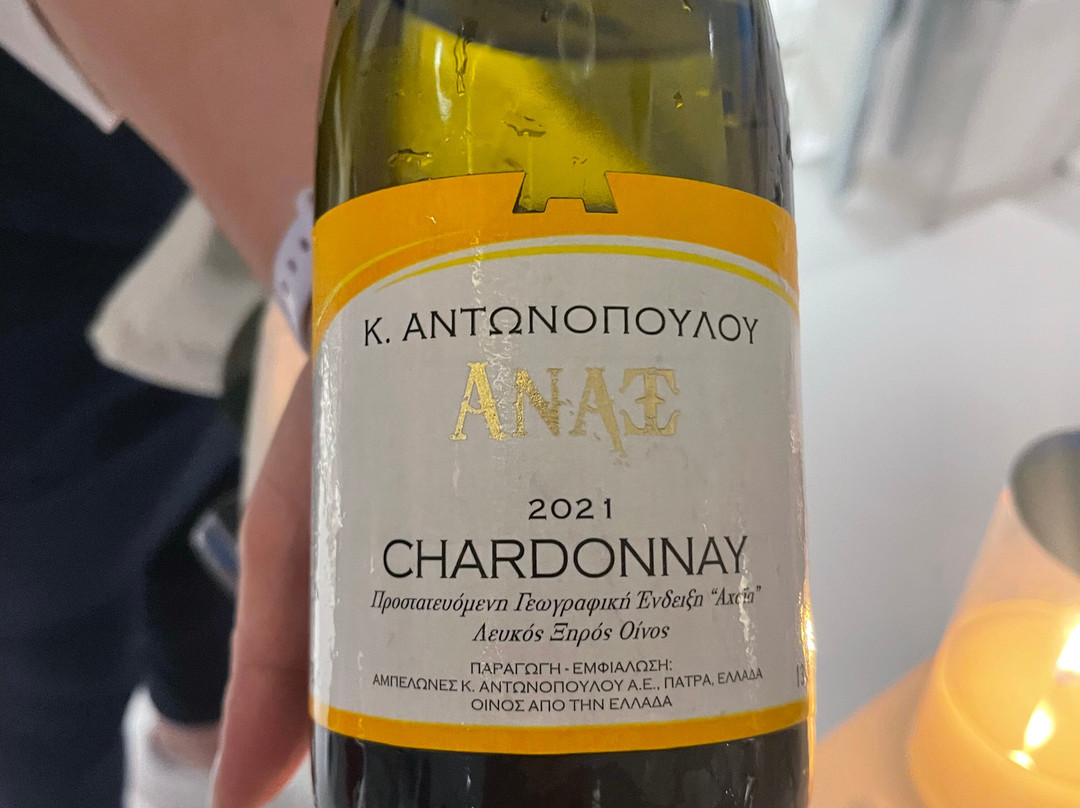 Κ. ΑΝΤΩΝΟΠΟΥΛΟΥ
ΑΝΑΞ
2021
CHARDONNAY
Προστατευόμενη Γεωγραφική Ένδειξη "Αχαΐα"
Λευκός Ξηρός Οίνος
ΠΑΡΑΓΩΓΗ - ΕΜΦΙΑΛΩΣΗ:
ΑΜΠΕΛΩΝΕΣ Κ. ΑΝΤΩΝΟΠΟΥΛΟΥ Α.Ε., ΠΑΤΡΑ, ΕΛΛΑΔΑ
ΟΙΝΟΣ ΑΠΟ ΤΗΝ ΕΛΛΑΔΑ